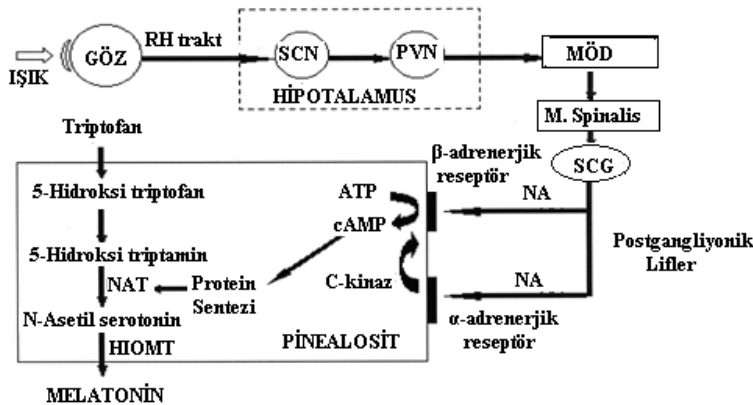 IŞIK
GÖZ
RH trakt
SCN
PVN
HİPOTALAMUS
MÖD
M. Spinalis
SCG
Triptofan
5-Hidroksi triptofan
5-Hidroksi triptamin
NAT
Protein
Sentezi
N-Asetil serotonin
HIOMT
MELATONİN
ATP
cAMP
C-kinaz
PİNEALOSİT
β-adrenerjik
reseptör
NA
NA
α-adrenerjik
reseptör
Postgangliyonik
Lifler